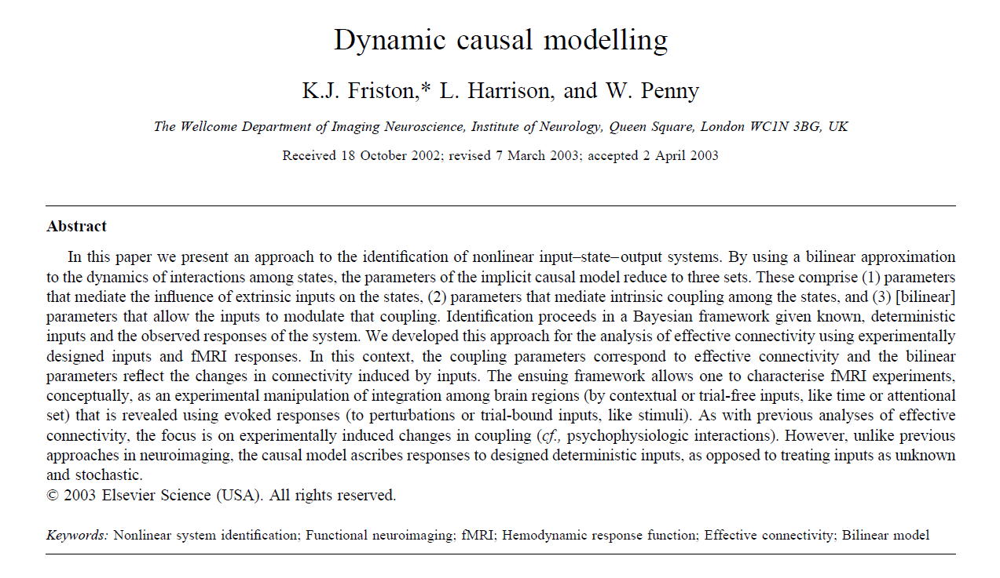 Dynamic causal modelling
K.J. Friston,* L. Harrison, and W. Penny
The Wellcome Department of Imaging Neuroscience, Institute of Neurology, Queen Square, London WC1N 3BG, UK
Received 18 October 2002; revised 7 March 2003; accepted 2 April 2003
Abstract
In this paper we present an approach to the identification of nonlinear input–state–output systems. By using a bilinear approximation
to the dynamics of interactions among states, the parameters of the implicit causal model reduce to three sets. These comprise (1) parameters
that mediate the influence of extrinsic inputs on the states, (2) parameters that mediate intrinsic coupling among the states, and (3) [bilinear]
parameters that allow the inputs to modulate that coupling. Identification proceeds in a Bayesian framework given known, deterministic
inputs and the observed responses of the system. We developed this approach for the analysis of effective connectivity using experimentally
designed inputs and fMRI responses. In this context, the coupling parameters correspond to effective connectivity and the bilinear
parameters reflect the changes in connectivity induced by inputs. The ensuing framework allows one to characterise fMRI experiments,
conceptually, as an experimental manipulation of integration among brain regions (by contextual or trial-free inputs, like time or attentional
set) that is revealed using evoked responses (to perturbations or trial-bound inputs, like stimuli). As with previous analyses of effective
connectivity, the focus is on experimentally induced changes in coupling (cf., psychophysiologic interactions). However, unlike previous
approaches in neuroimaging, the causal model ascribes responses to designed deterministic inputs, as opposed to treating inputs as unknown
and stochastic.
© 2003 Elsevier Science (USA). All rights reserved.
Keywords: Nonlinear system identification; Functional neuroimaging; fMRI; Hemodynamic response function; Effective connectivity; Bilinear model